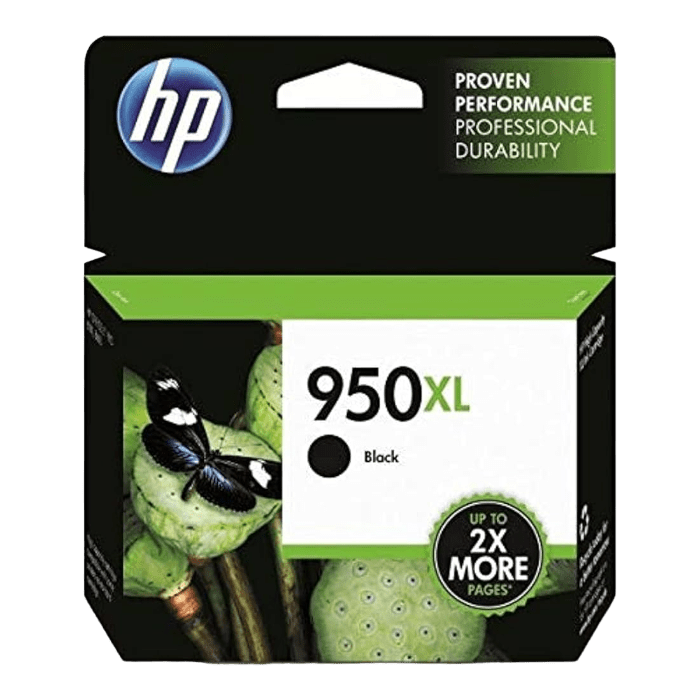 hp
PROVEN
PERFORMANCE
PROFESSIONAL
DURABILITY
950XL
Black
UP TO
2X
MORE
PAGES*